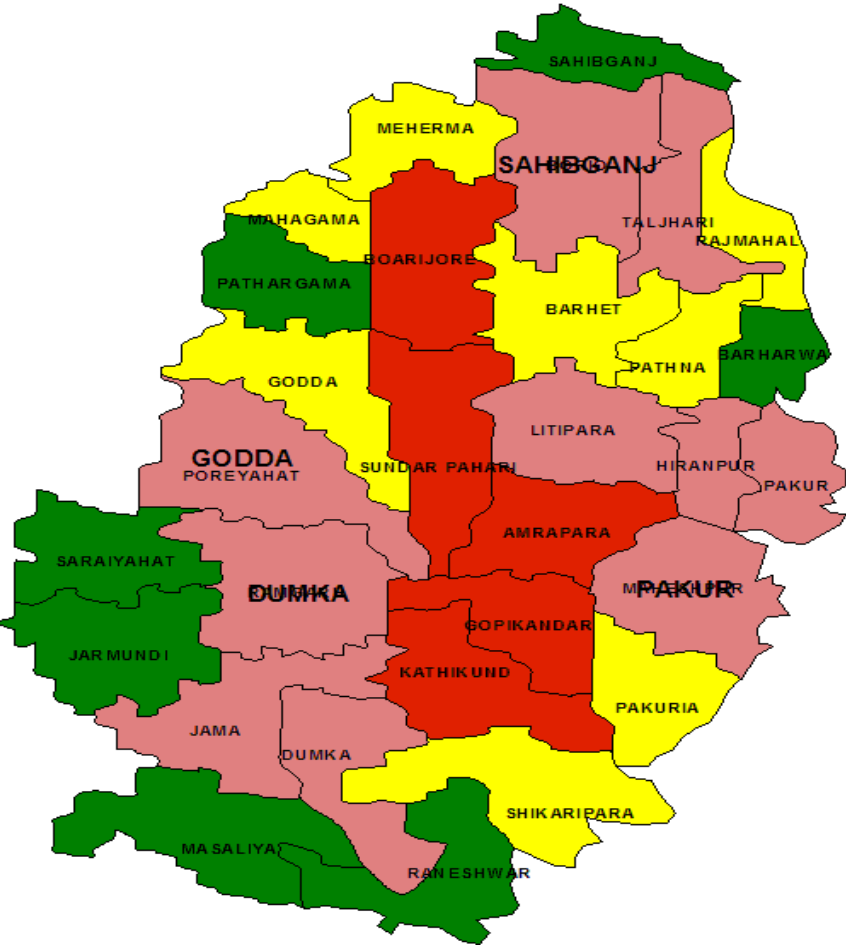 SAHIBGANJ
MEHERMA
SAHIBGANJ
MAHAGAMA
TALJHARI
RAJMAHAL
BOARIJORE
PATHARGAMA
BARHET
BARHARWA
PATHNA
GODDA
LITIPARA
GODDA
SUNDAR PAHARI
HIRANPUR
POREYAHAT
PAKUR
AMRAPARA
SARAIYAHAT
PAKUR
DUMKA
GOPIKANDAR
JARMUNDI
KATHIKUND
PAKURIA
JAMA
DUMKA
SHIKARIPARA
MASALIYA
RANESHWAR